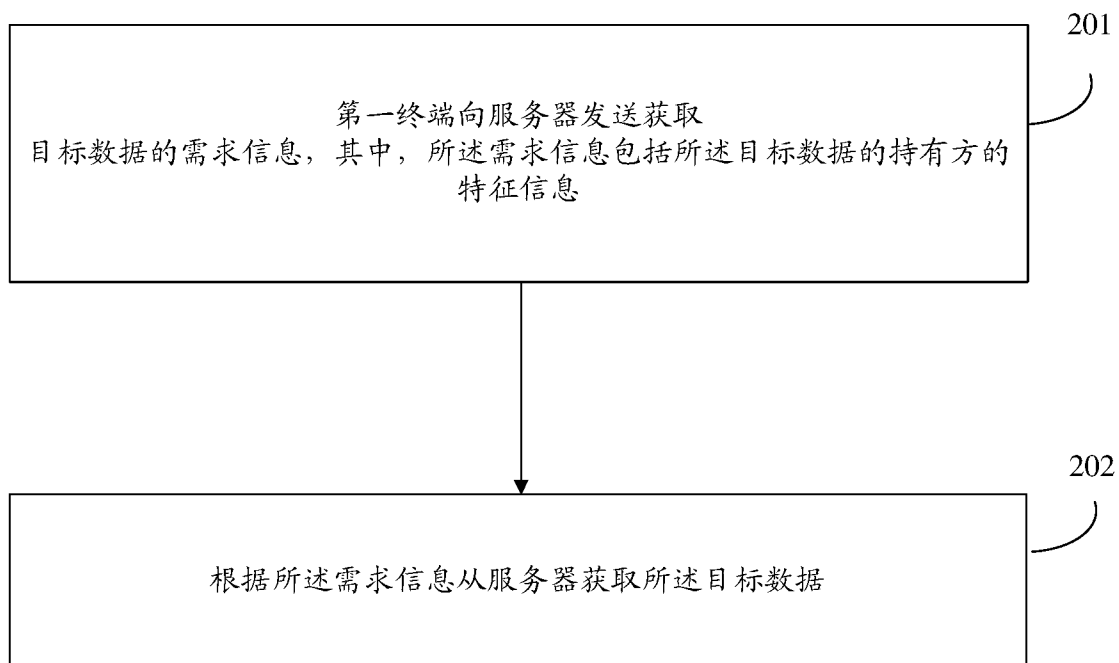 201
第一终端向服务器发送获取
目标数据的需求信息，其中，所述需求信息包括所述目标数据的持有方的
特征信息
202
根据所述需求信息从服务器获取所述目标数据